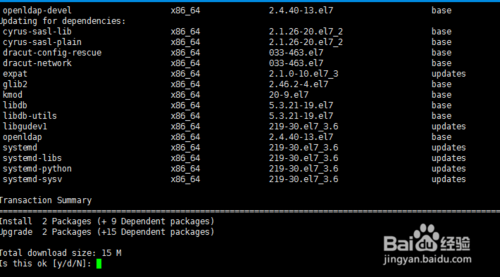 openldap-devel x86_64 2.4.40-13.el7 base
Updating for dependencies:
cyrus-sasl-lib x86_64 2.1.26-20.el7_2 base
cyrus-sasl-plain x86_64 2.1.26-20.el7_2 base
dracut-config-rescue x86_64 033-463.el7 base
dracut-network x86_64 033-463.el7 base
expat x86_64 2.1.0-10.el7_3 updates
glib2 x86_64 2.46.2-4.el7 base
kmod x86_64 20-9.el7 base
libdb x86_64 5.3.21-19.el7 base
libdb-utils x86_64 5.3.21-19.el7 base
libgudev1 x86_64 219-30.el7_3.6 updates
openldap x86_64 2.4.40-13.el7 base
systemd x86_64 219-30.el7_3.6 updates
systemd-libs x86_64 219-30.el7_3.6 updates
systemd-python x86_64 219-30.el7_3.6 updates
systemd-sysv x86_64 219-30.el7_3.6 updates
Transaction Summary
Install 2 Packages (+ 9 Dependent packages)
Upgrade 2 Packages (+15 Dependent packages)
Total download size: 15 M
Is this ok [y/d/N]:
Baidu 经验
jingyan.baidu.com